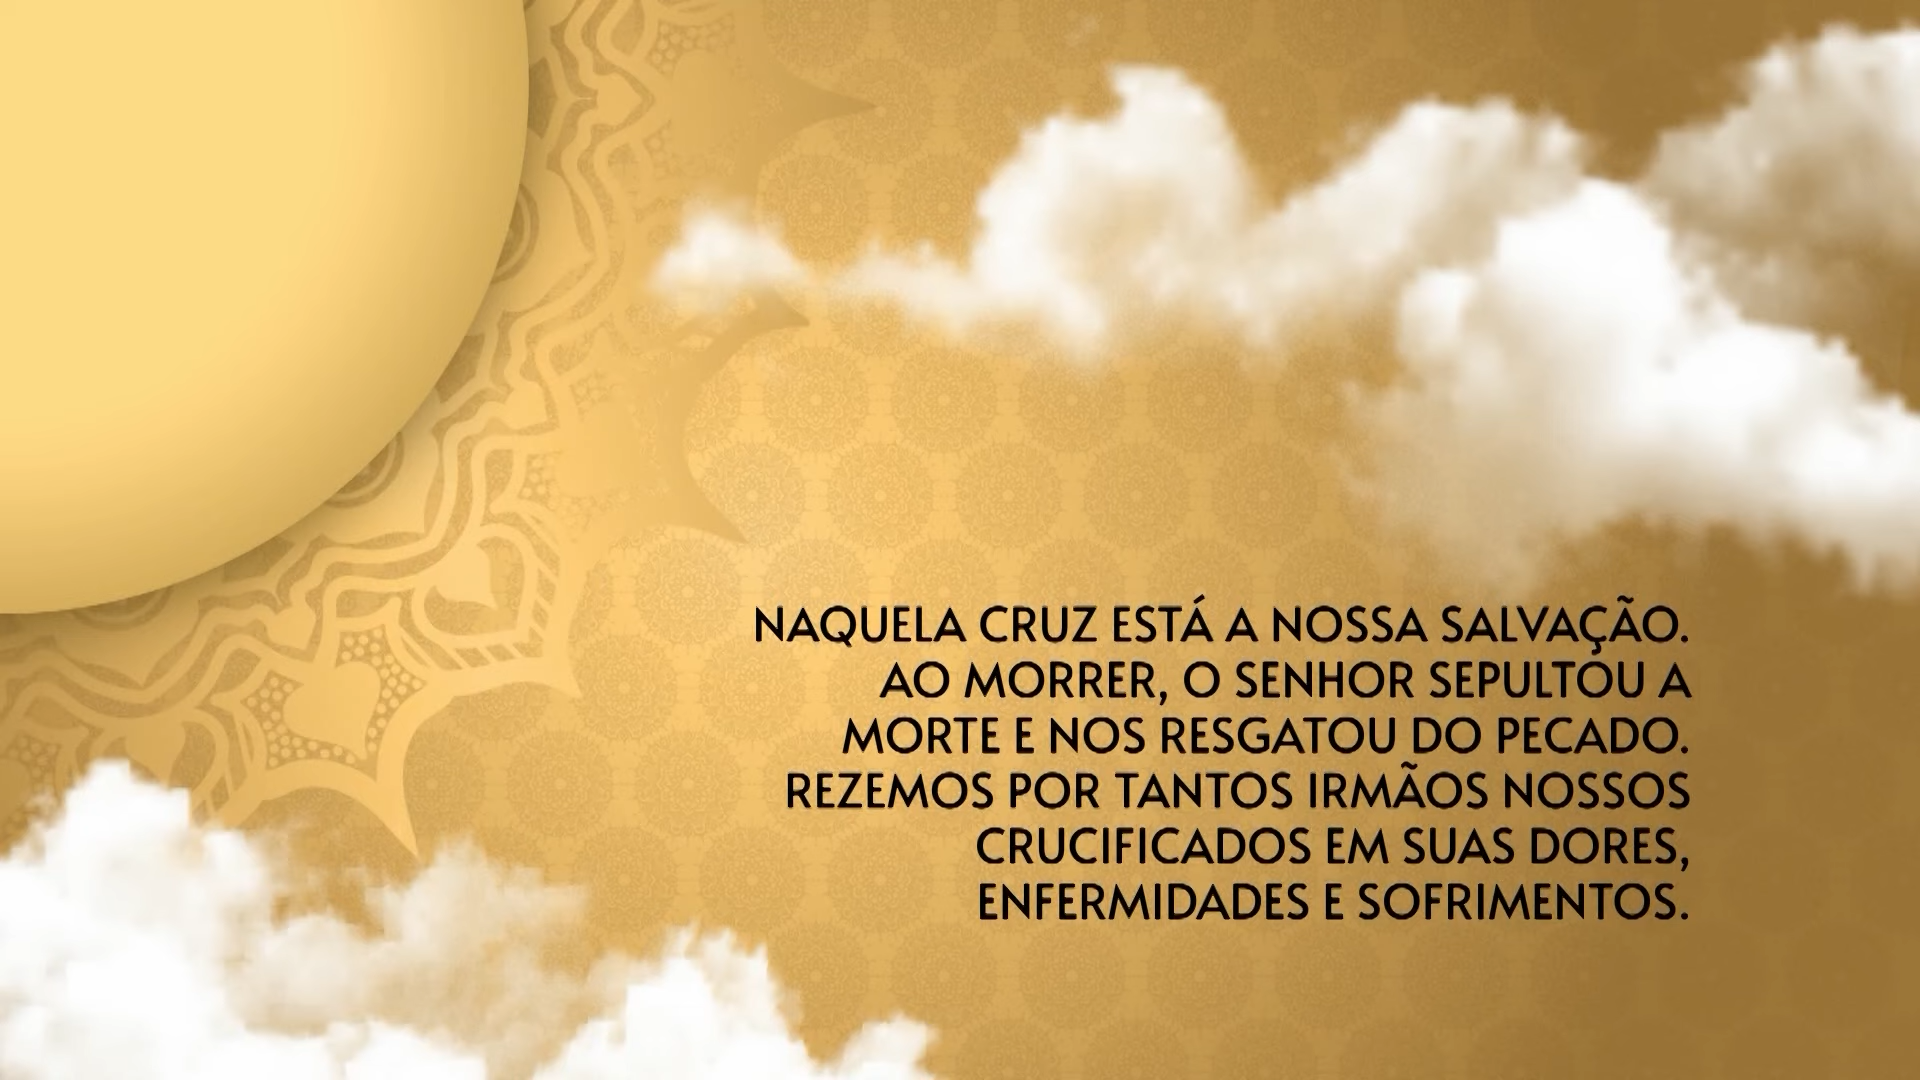 NAQUELA CRUZ ESTÁ A NOSSA SALVAÇÃO.
AO MORRER, O SENHOR SEPULTOU A
MORTE E NOS RESGATOU DO PECADO.
REZEMOS POR TANTOS IRMÃOS NOSSOS
CRUCIFICADOS EM SUAS DORES,
ENFERMIDADES E SOFRIMENTOS.